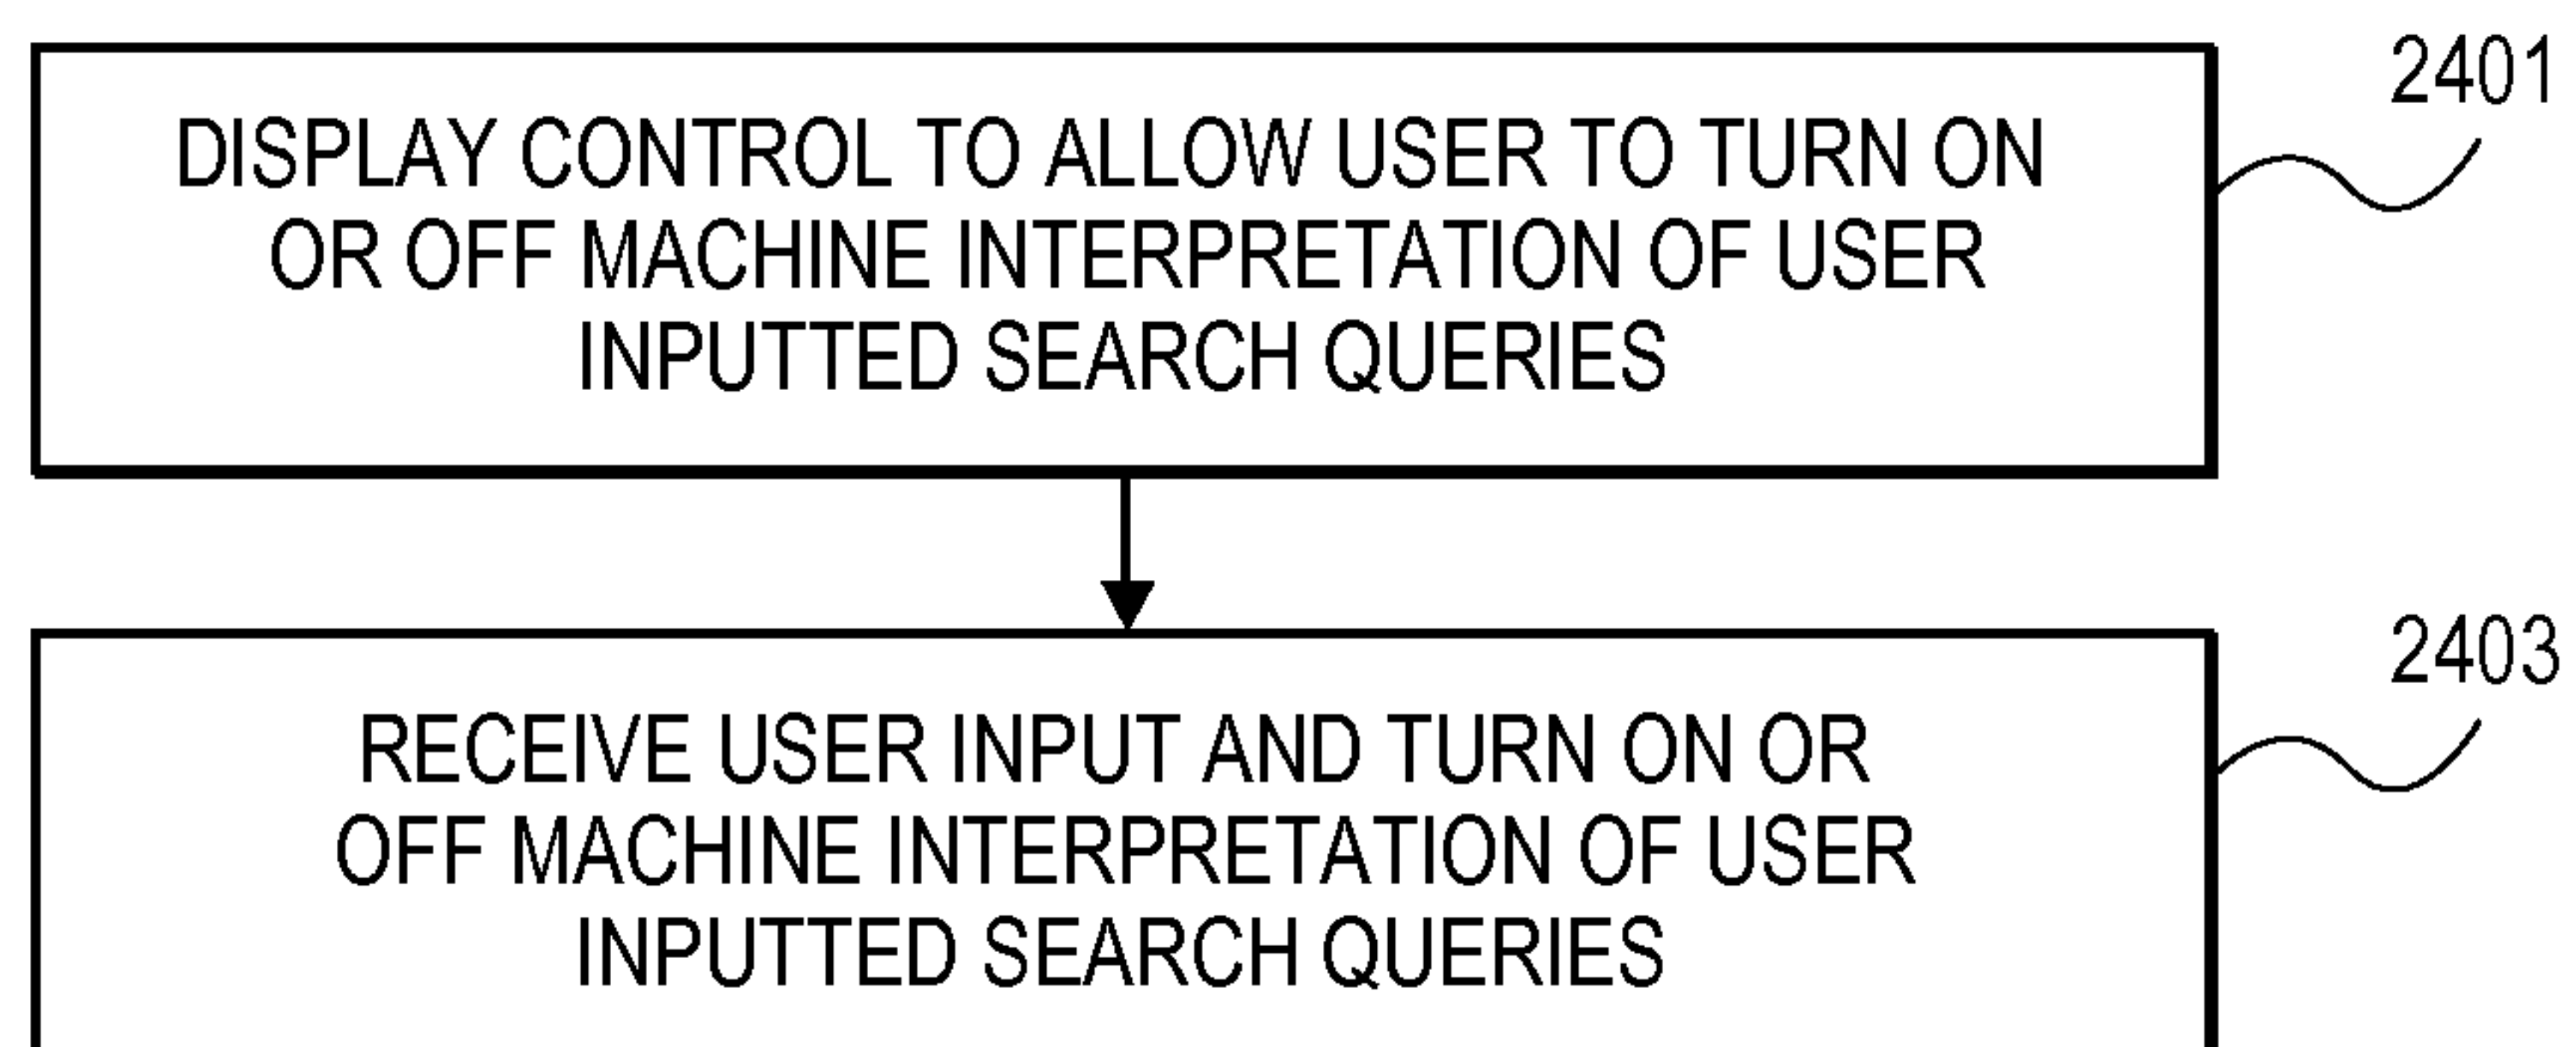 2401
DISPLAY CONTROL TO ALLOW USER TO TURN ON
OR OFF MACHINE INTERPRETATION OF USER
INPUTTED SEARCH QUERIES
2403
RECEIVE USER INPUT AND TURN ON OR
OFF MACHINE INTERPRETATION OF USER
INPUTTED SEARCH QUERIES